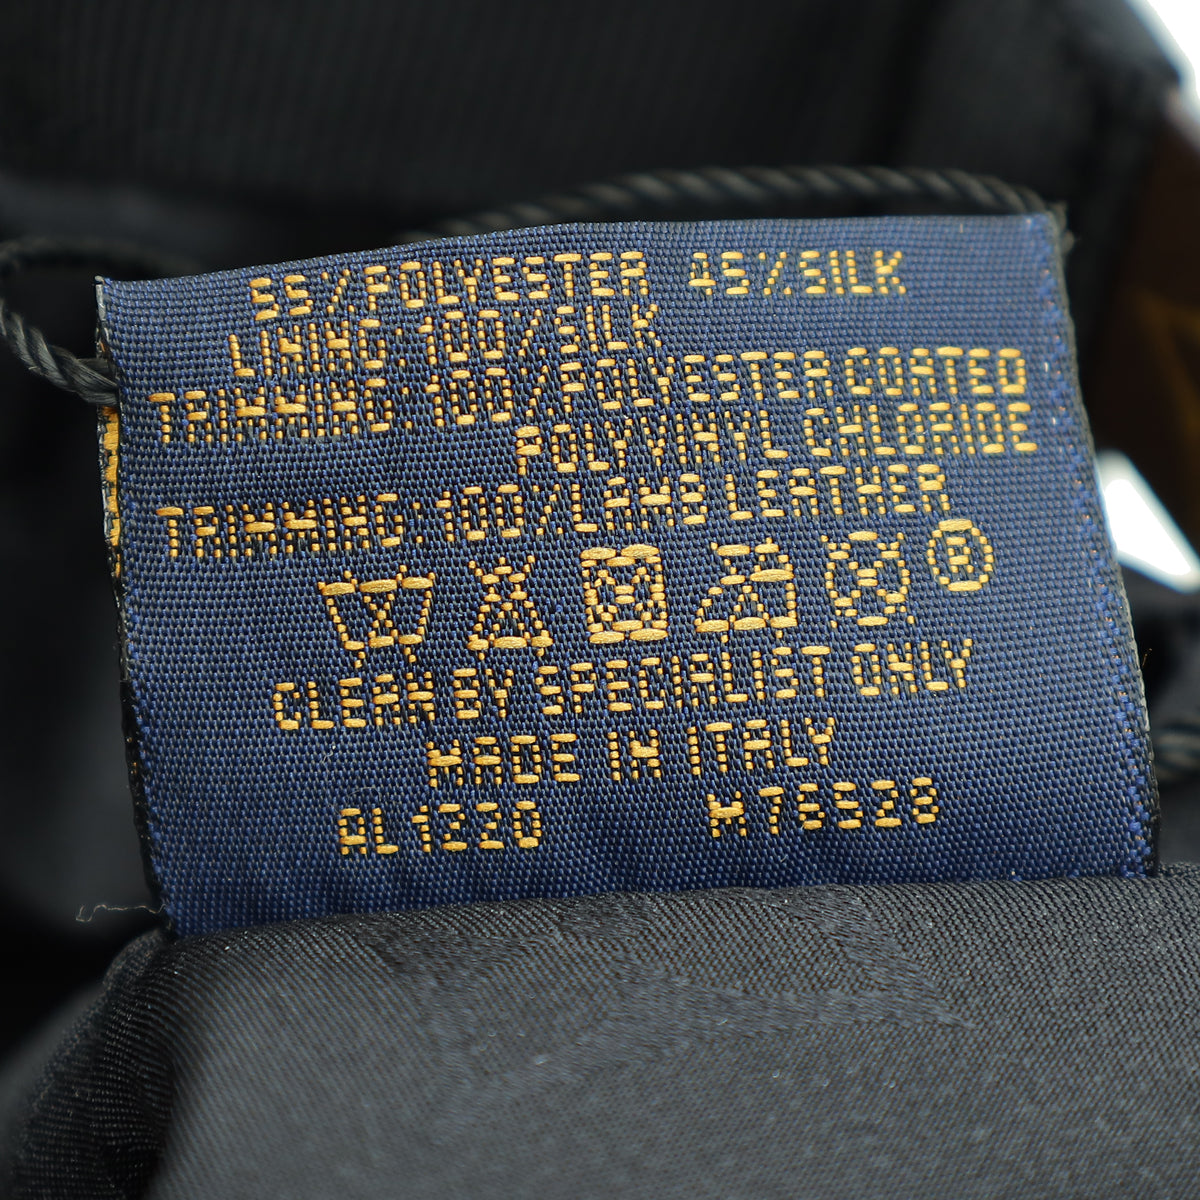 55%POLYESTER 45%SILK
LINING:100%SILK
TRIMMING:100%POLYESTER COATED
POLYVINYL CHLORIDE
TRIMMING:100%LAMB LEATHER
®
CLEAN BY SPECIALIST ONLY
MADE IN ITALY
AL1220 M76528